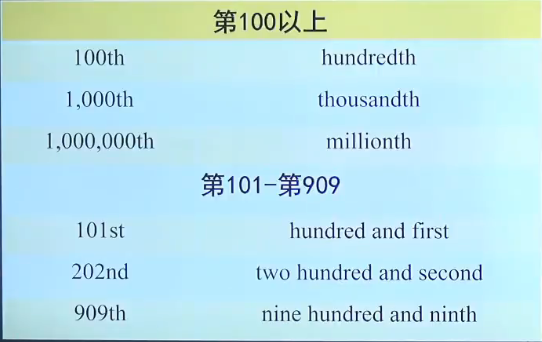 第100以上
100th hundredth
1,000th thousandth
1,000,000th millionth
第101-第909
101st hundred and first
202nd two hundred and second
909th nine hundred and ninth